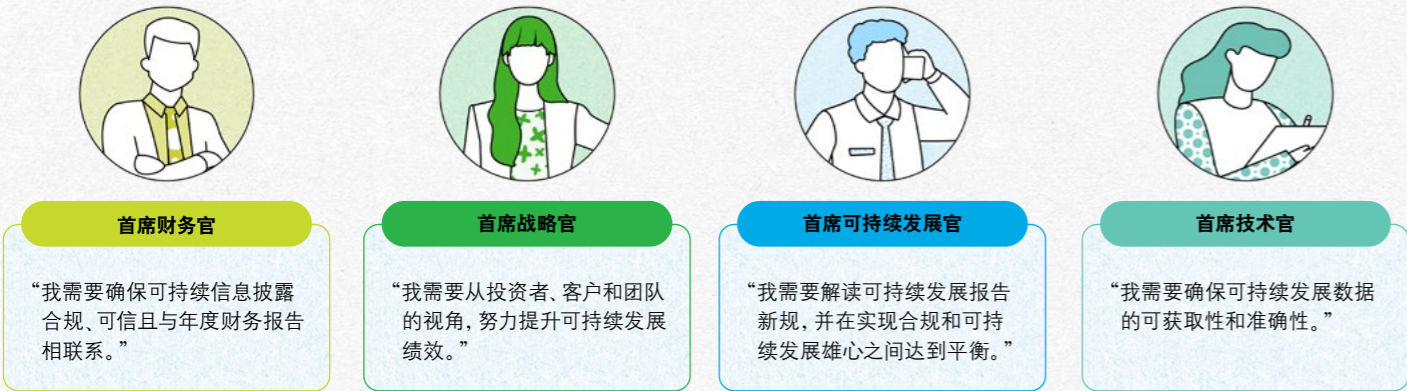 首席财务官
“我需要确保可持续信息披露
合规、可信且与年度财务报告
相联系。”
首席战略官
“我需要从投资者、客户和团队
的视角，努力提升可持续发展
绩效。”
首席可持续发展官
“我需要解读可持续发展报告
新规，并在实现合规和可持
续发展雄心之间达到平衡。”
首席技术官
“我需要确保可持续发展数据
的可获取性和准确性。”